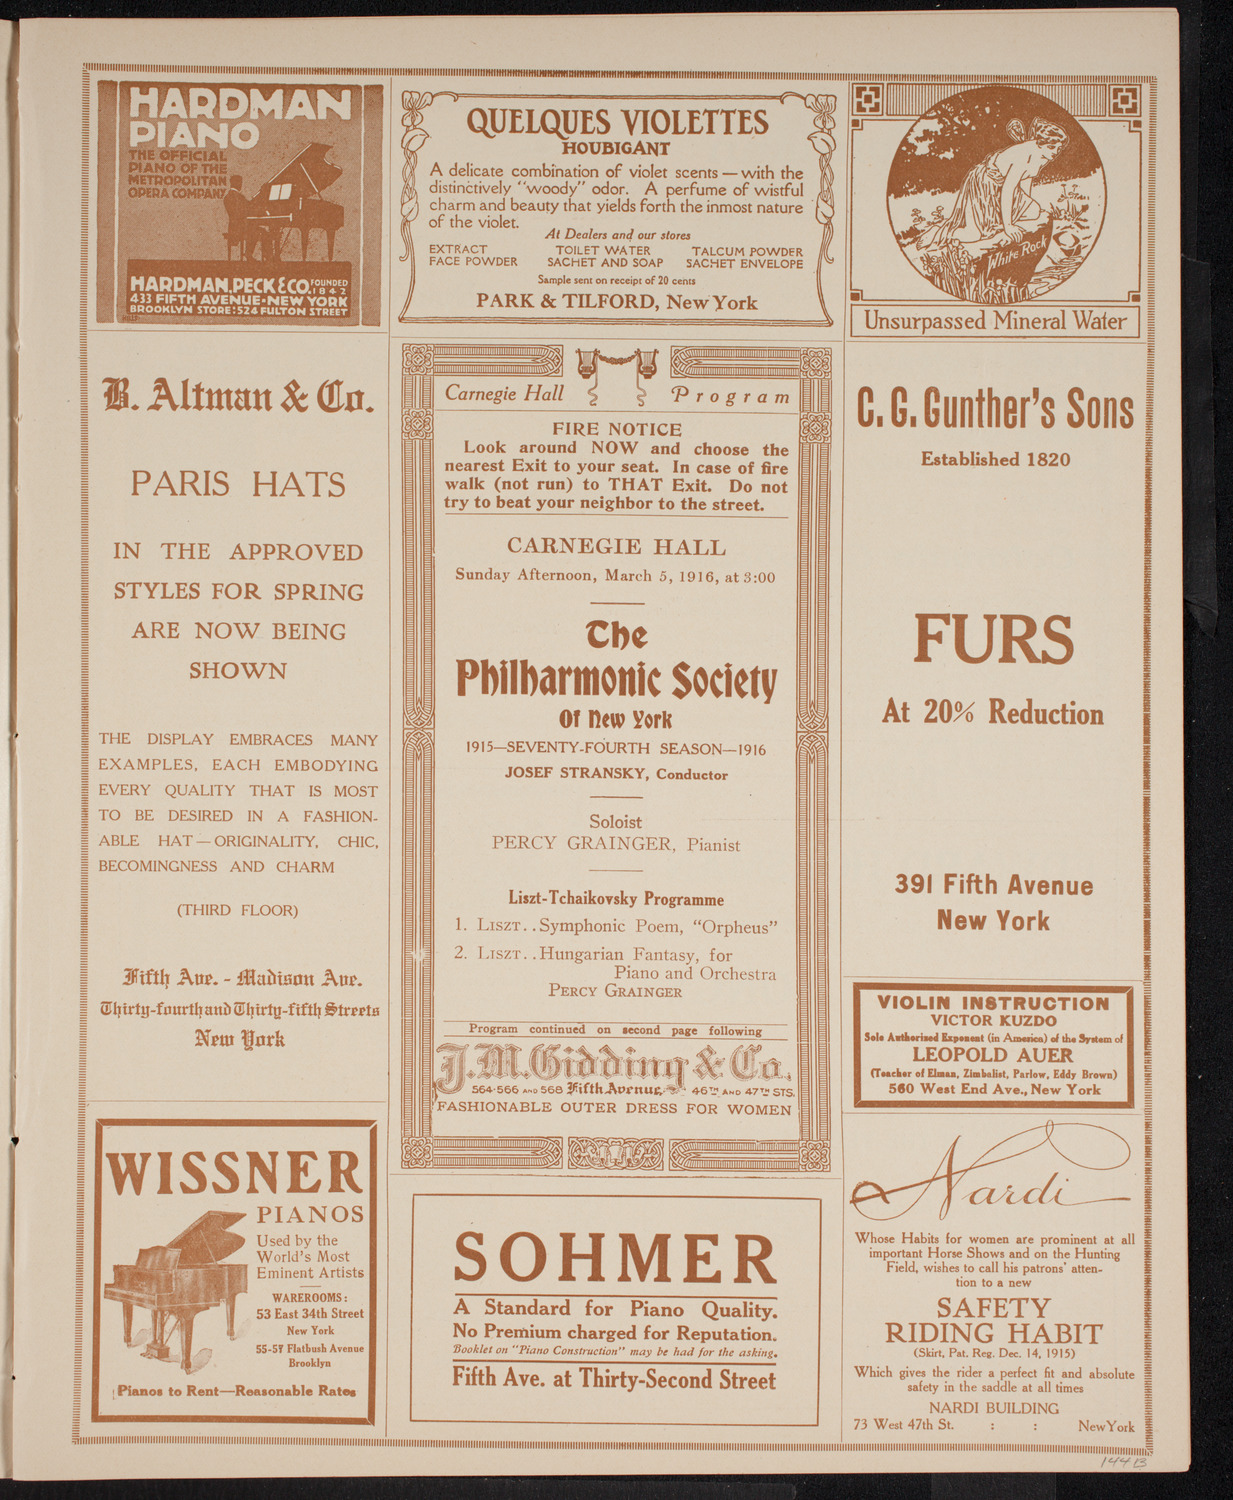 HARDMAN
PIANO
THE OFFICIAL
PIANO OF THE
METROPOLITAN
OPERA COMPANY
HARDMAN, PECK & CO. FOUNDED 1842
433 FIFTH AVENUE·NEW YORK
BROOKLYN STORE:524 FULTON STREET
QUELQUES VIOLETTES
HOUBIGANT
A delicate combination of violet scents — with the
distinctively "woody" odor. A perfume of wistful
charm and beauty that yields forth the inmost nature
of the violet.
At Dealers and our stores
EXTRACT TOILET WATER TALCUM POWDER
FACE POWDER SACHET AND SOAP SACHET ENVELOPE
Sample sent on receipt of 20 cents
PARK & TILFORD, New York
White Rock
Unsurpassed Mineral Water
B. Altman & Co.
PARIS HATS
IN THE APPROVED
STYLES FOR SPRING
ARE NOW BEING
SHOWN
THE DISPLAY EMBRACES MANY
EXAMPLES, EACH EMBODYING
EVERY QUALITY THAT IS MOST
TO BE DESIRED IN A FASHION-
ABLE HAT — ORIGINALITY, CHIC,
BECOMINGNESS AND CHARM
(THIRD FLOOR)
Fifth Ave. - Madison Ave.
Thirty-fourth and Thirty-fifth Streets
New York
WISSNER
PIANOS
Used by the
World's Most
Eminent Artists
WAREROOMS:
53 East 34th Street
New York
55-57 Flatbush Avenue
Brooklyn
Pianos to Rent—Reasonable Rates
Carnegie Hall Program
FIRE NOTICE
Look around NOW and choose the
nearest Exit to your seat. In case of fire
walk (not run) to THAT Exit. Do not
try to beat your neighbor to the street.
CARNEGIE HALL
Sunday Afternoon, March 5, 1916, at 3:00
The
Philharmonic Society
Of New York
1915—SEVENTY-FOURTH SEASON—1916
JOSEF STRANSKY, Conductor
Soloist
PERCY GRAINGER, Pianist
Liszt-Tchaikovsky Programme
1. LISZT. . Symphonic Poem, "Orpheus"
2. LISZT. . Hungarian Fantasy, for
Piano and Orchestra
PERCY GRAINGER
Program continued on second page following
J.M. Gidding & Co.
564-566 AND 568 Fifth Avenue 46TH AND 47TH STS.
FASHIONABLE OUTER DRESS FOR WOMEN
SOHMER
A Standard for Piano Quality.
No Premium charged for Reputation.
Booklet on "Piano Construction" may be had for the asking.
Fifth Ave. at Thirty-Second Street
C. G. Gunther's Sons
Established 1820
FURS
At 20% Reduction
391 Fifth Avenue
New York
VIOLIN INSTRUCTION
VICTOR KUZDO
Sole Authorized Exponent (in America) of the System of
LEOPOLD AUER
(Teacher of Elman, Zimbalist, Parlow, Eddy Brown)
560 West End Ave., New York
Nardi
Whose Habits for women are prominent at all
important Horse Shows and on the Hunting
Field, wishes to call his patrons' atten-
tion to a new
SAFETY
RIDING HABIT
(Skirt, Pat. Reg. Dec. 14, 1915)
Which gives the rider a perfect fit and absolute
safety in the saddle at all times
NARDI BUILDING
73 West 47th St. : : New York
144 B